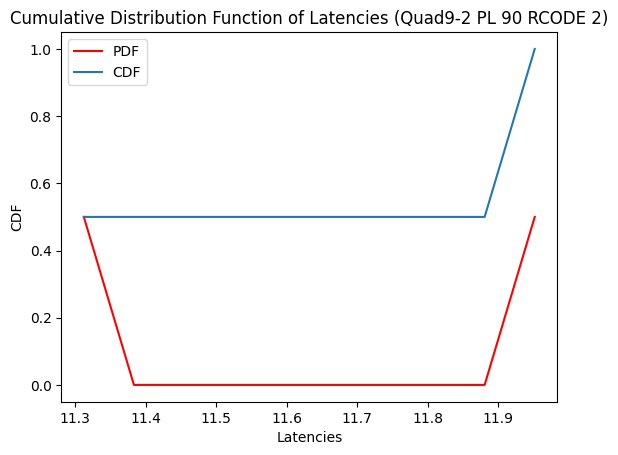 Cumulative Distribution Function of Latencies (Quad9-2 PL 90 RCODE 2)
PDF
CDF
1.0
0.8
0.6
0.4
0.2
0.0
CDF
11.3 11.4 11.5 11.6 11.7 11.8 11.9
Latencies